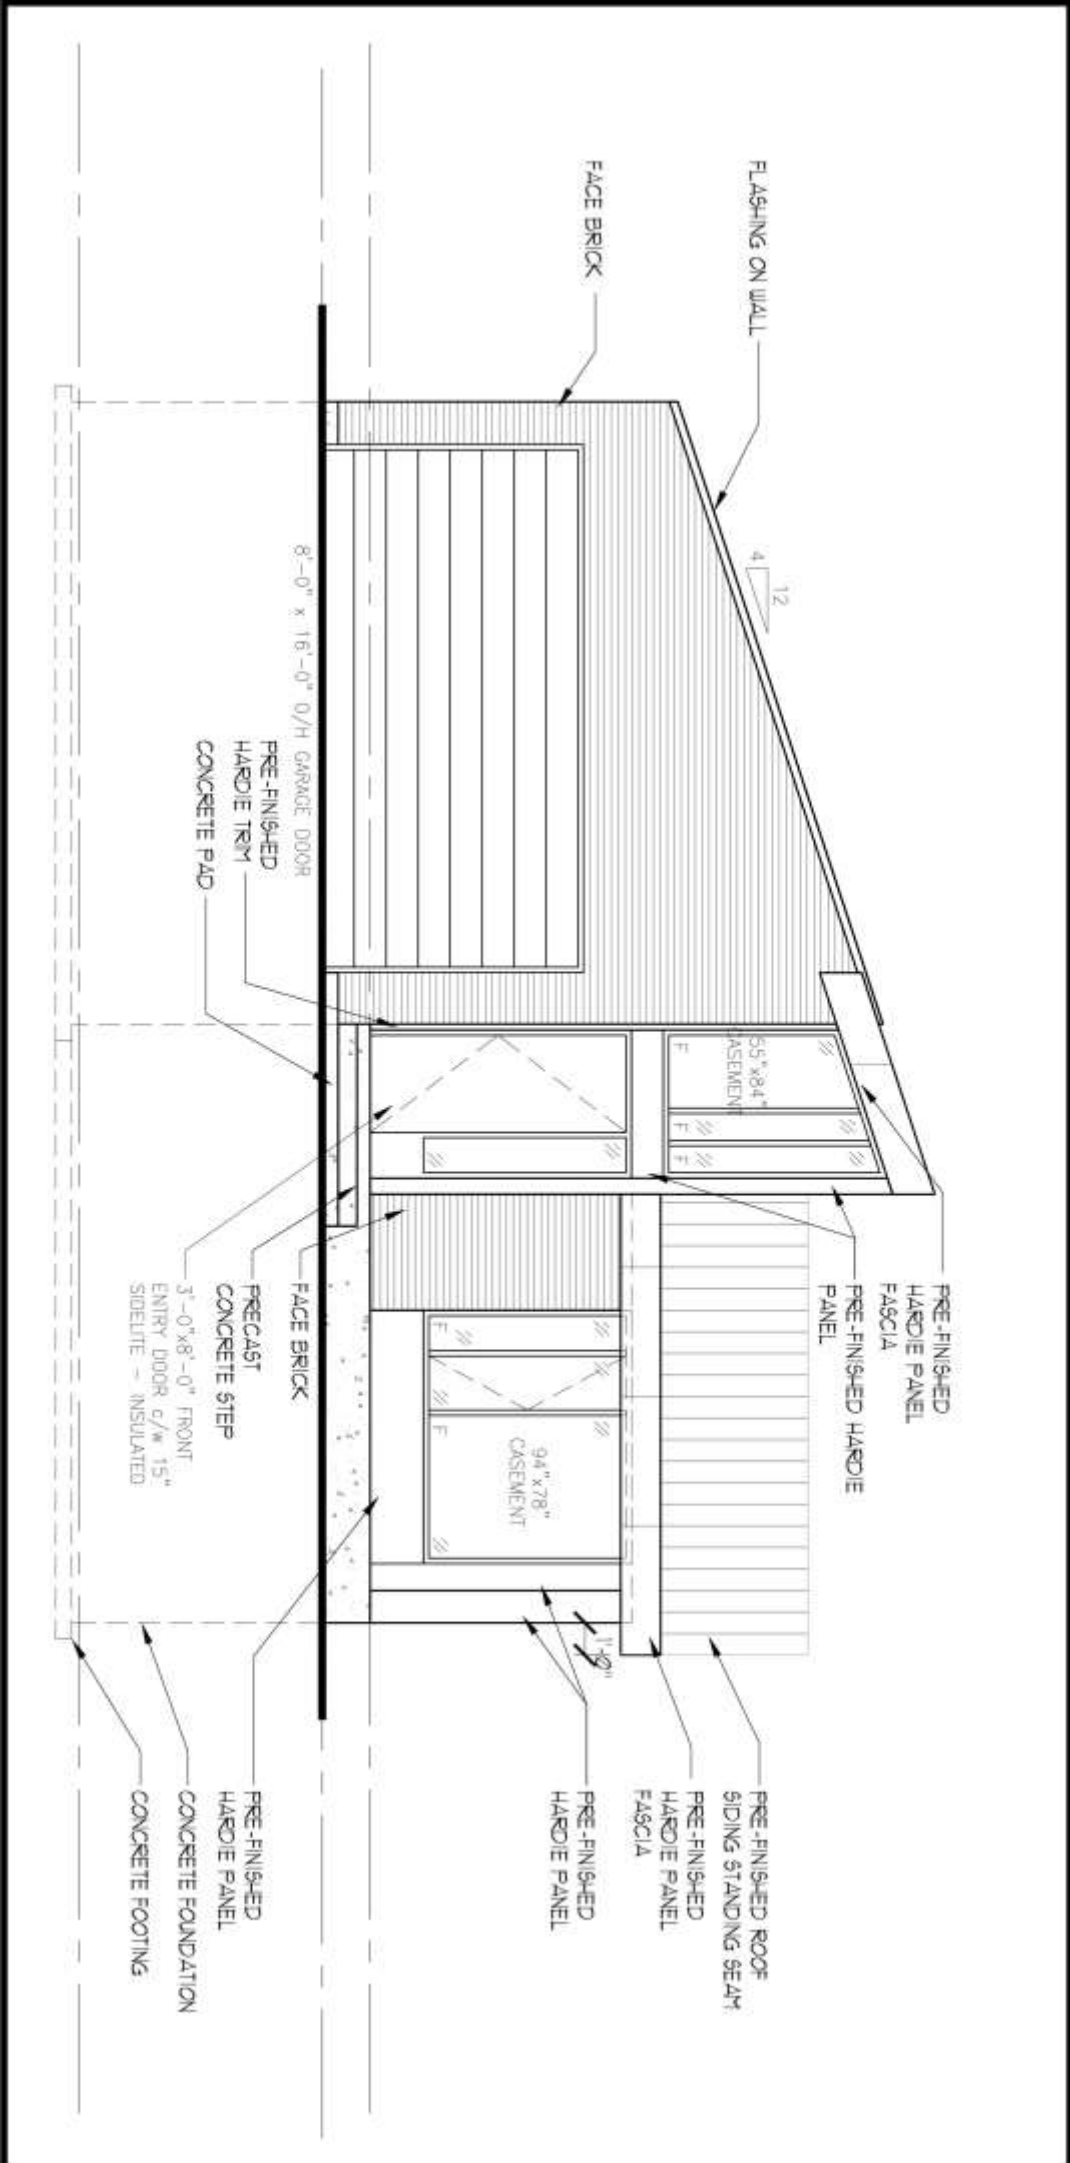 FLASHING ON WALL
FACE BRICK
4
12
8'-0" x 16'-0" O/H GARAGE DOOR
PRE-FINISHED
HARDIE TRIM
CONCRETE PAD
55"x84"
CASEMENT
F
F
F
PRE-FINISHED
HARDIE PANEL
FASCIA
PRE-FINISHED HARDIE
PANEL
FACE BRICK
PRECAST
CONCRETE STEP
3'-0"x8'-0" FRONT
ENTRY DOOR c/w 15"
SIDELITE - INSULATED
F
F
94"x78"
CASEMENT
1'-0"
PRE-FINISHED ROOF
SIDING STANDING SEAM
PRE-FINISHED
HARDIE PANEL
FASCIA
PRE-FINISHED
HARDIE PANEL
PRE-FINISHED
HARDIE PANEL
CONCRETE FOUNDATION
CONCRETE FOOTING